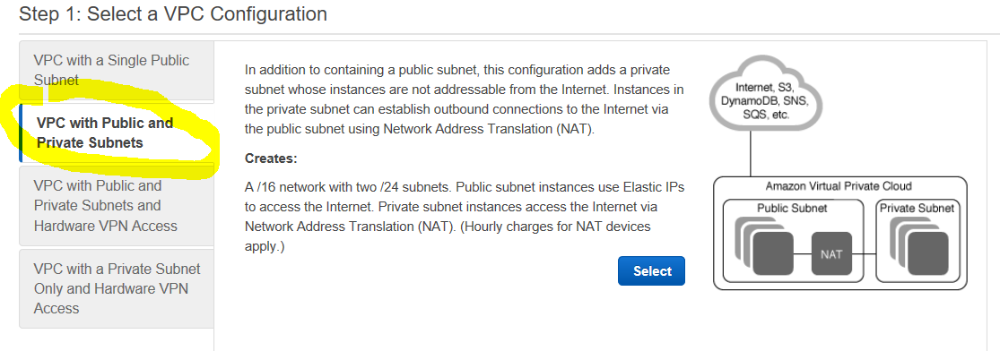 Step 1: Select a VPC Configuration
VPC with a Single Public
Subnet
VPC with Public and
Private Subnets
VPC with Public and
Private Subnets and
Hardware VPN Access
VPC with a Private Subnet
Only and Hardware VPN
Access
In addition to containing a public subnet, this configuration adds a private
subnet whose instances are not addressable from the Internet. Instances in
the private subnet can establish outbound connections to the Internet via
the public subnet using Network Address Translation (NAT).
Creates:
A /16 network with two /24 subnets. Public subnet instances use Elastic IPs
to access the Internet. Private subnet instances access the Internet via
Network Address Translation (NAT). (Hourly charges for NAT devices
apply.)
Select
Internet, S3,
DynamoDB, SNS,
SQS, etc.
Amazon Virtual Private Cloud
Public Subnet
Private Subnet
NAT